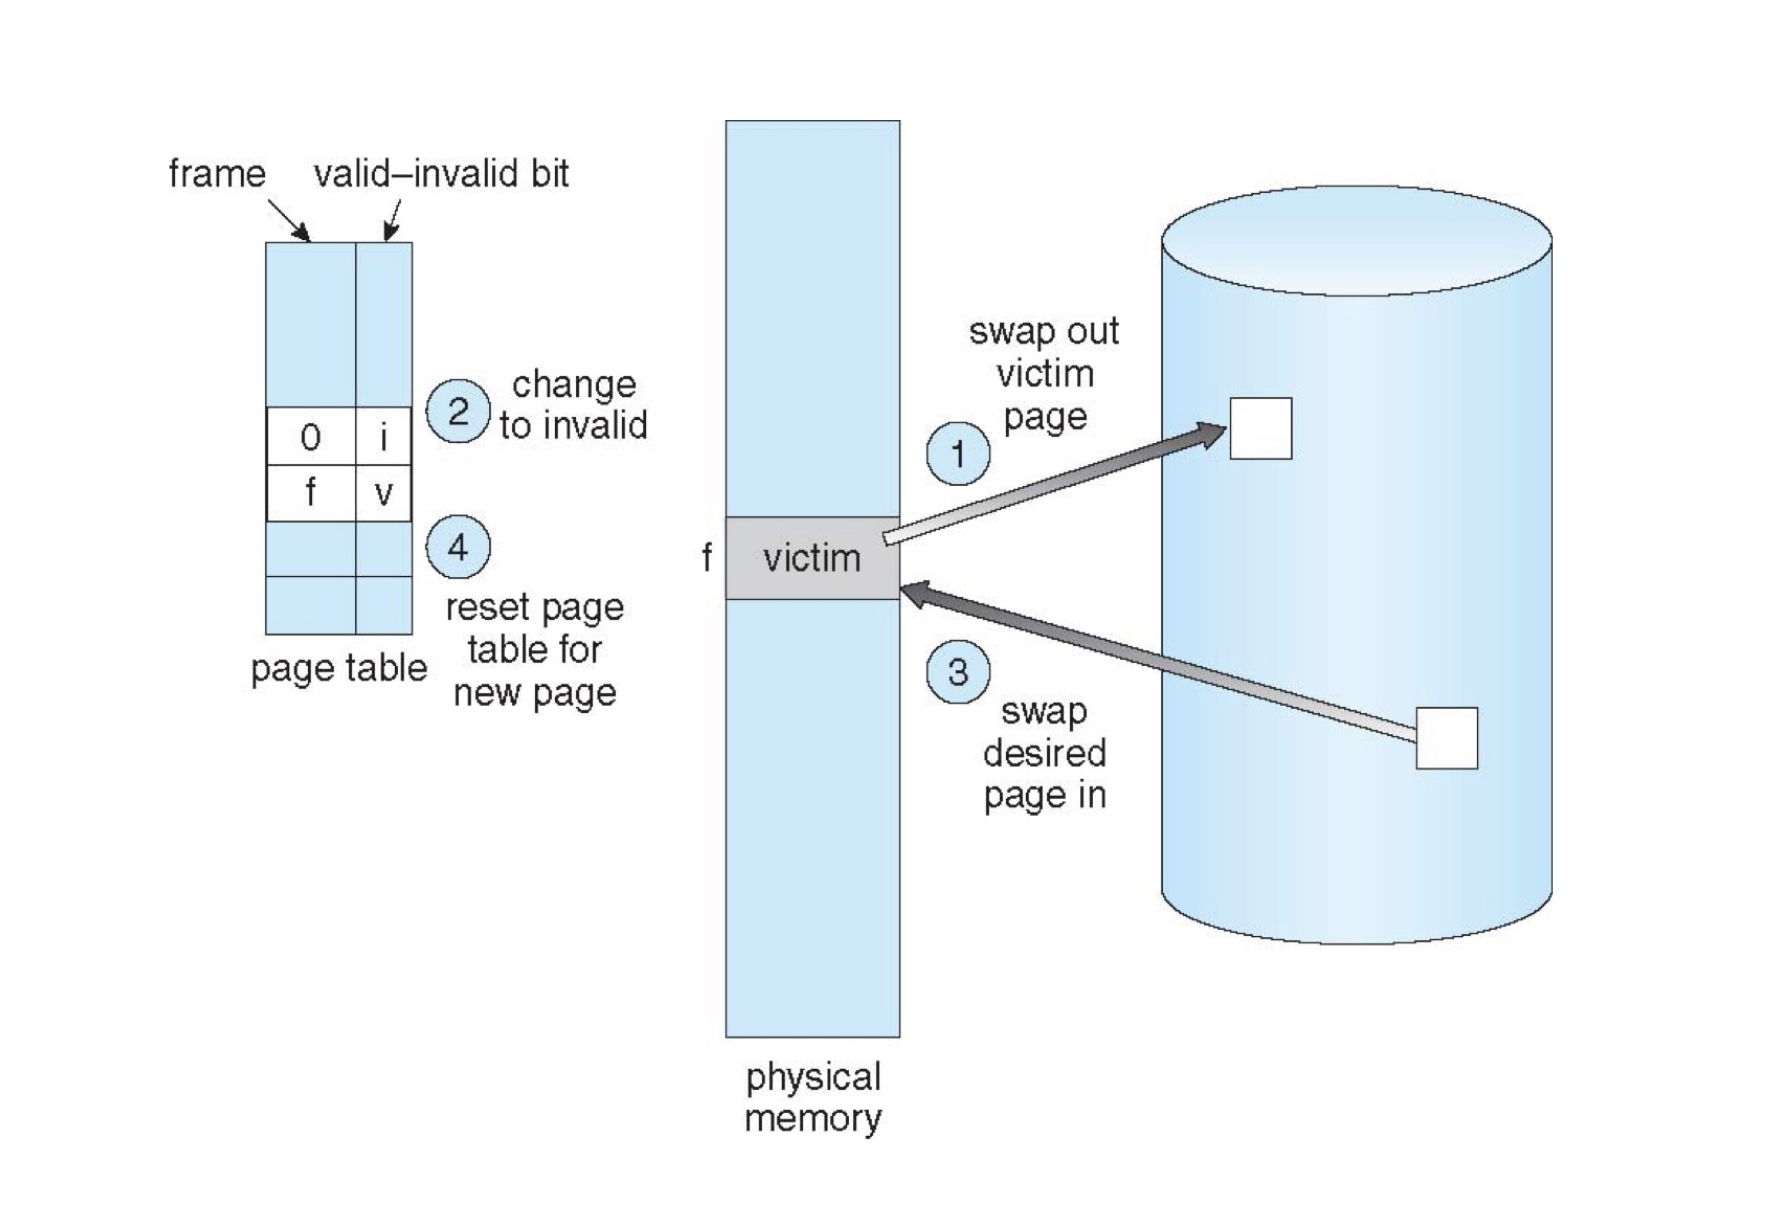 frame
valid–invalid bit
0 i
f v
page table
2
change
to invalid
4
reset page
table for
new page
f
victim
physical
memory
1
swap out
victim
page
3
swap
desired
page in